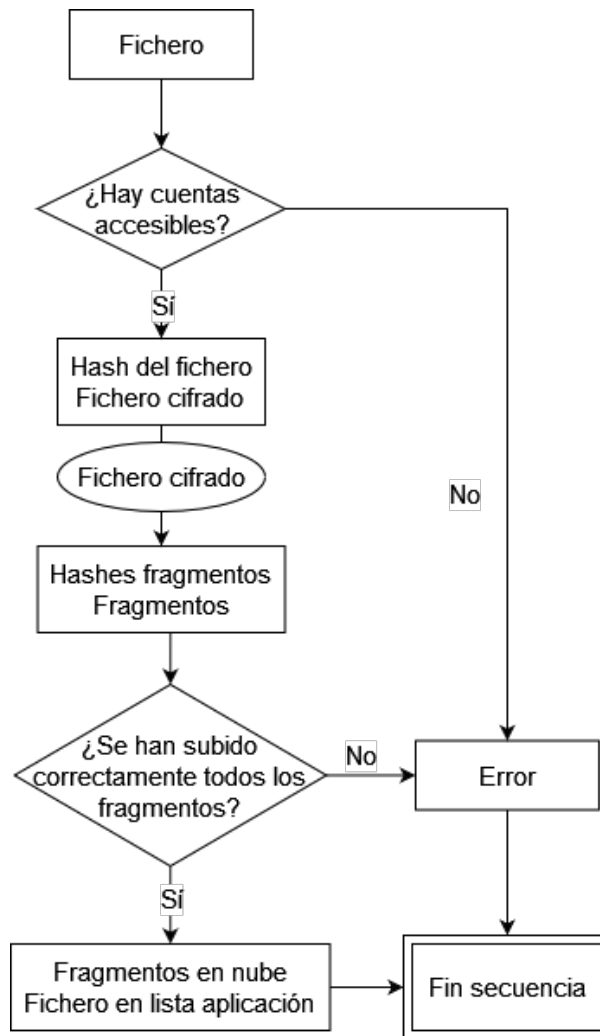 Fichero
¿Hay cuentas
accesibles?
Sí
Hash del fichero
Fichero cifrado
Fichero cifrado
No
Hashes fragmentos
Fragmentos
¿Se han subido
correctamente todos los
fragmentos?
No
Error
Sí
Fragmentos en nube
Fichero en lista aplicación
Fin secuencia